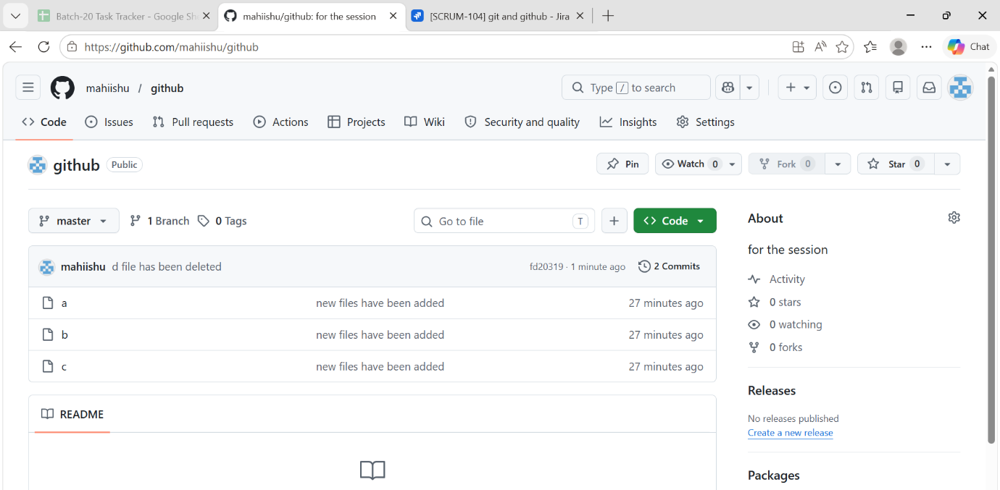 Batch-20 Task Tracker - Google She
mahiishu/github: for the session
[SCRUM-104] git and github - Jira
https://github.com/mahiishu/github
Chat
mahiishu / github
Type / to search
Code
Issues
Pull requests
Actions
Projects
Wiki
Security and quality
Insights
Settings
github
Public
Pin
Watch 0
Fork 0
Star 0
master
1 Branch
0 Tags
Go to file
T
Code
mahiishu d file has been deleted
fd20319 · 1 minute ago
2 Commits
a new files have been added 27 minutes ago
b new files have been added 27 minutes ago
c new files have been added 27 minutes ago
README
About
for the session
Activity
0 stars
0 watching
0 forks
Releases
No releases published
Create a new release
Packages